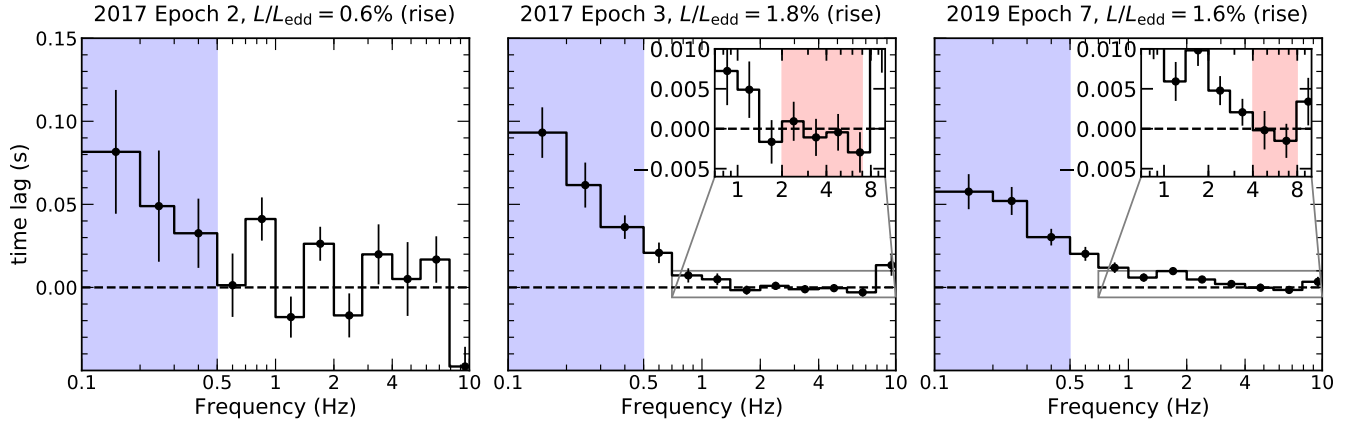 2017 Epoch 2, L/Ledd = 0.6% (rise)
2017 Epoch 3, L/Ledd = 1.8% (rise)
2019 Epoch 7, L/Ledd = 1.6% (rise)
time lag (s)
0.15
0.10
0.05
0.00
0.1 0.5 1 2 4 10
Frequency (Hz)
0.010
0.005
0.000
−0.005
1 2 4 8
0.1 0.5 1 2 4 10
Frequency (Hz)
0.010
0.005
0.000
−0.005
1 2 4 8
0.1 0.5 1 2 4 10
Frequency (Hz)